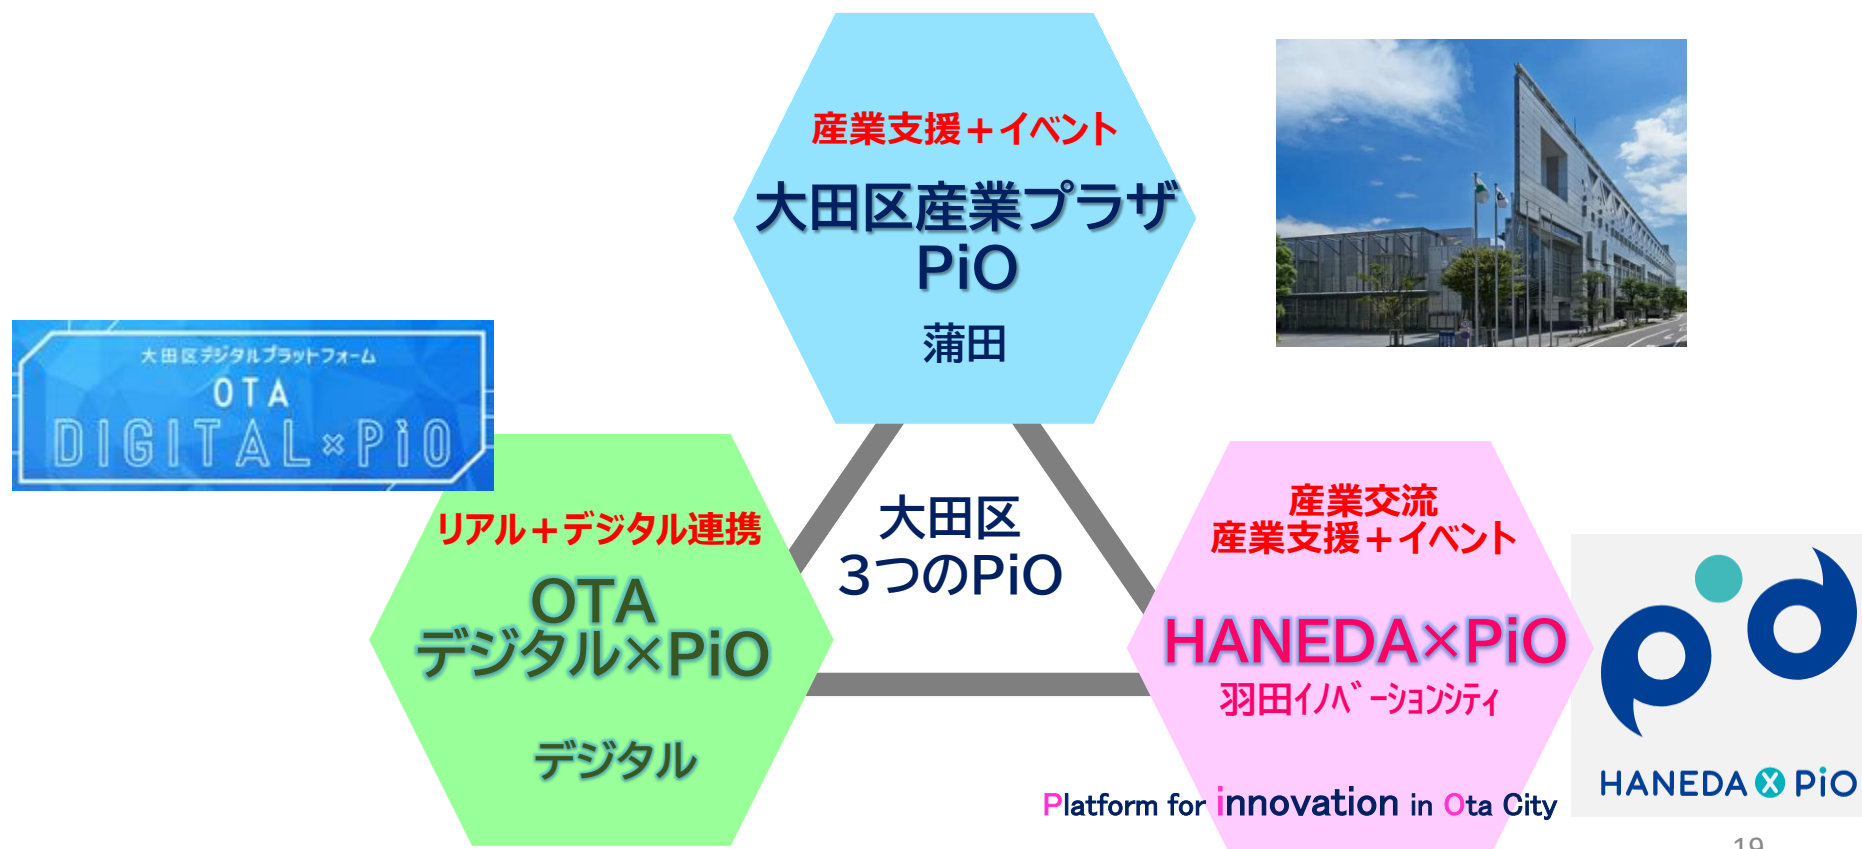 産業支援＋イベント
大田区産業プラザ
PiO
蒲田
大田区デジタルプラットフォーム
OTA
DIGITAL×PiO
リアル＋デジタル連携
OTA
デジタル×PiO
デジタル
大田区
3つのPiO
産業交流
産業支援＋イベント
HANEDA×PiO
羽田ｲﾉﾍﾞｰｼｮﾝｼﾃｨ
Platform for innovation in Ota City
HANEDA X PiO
19